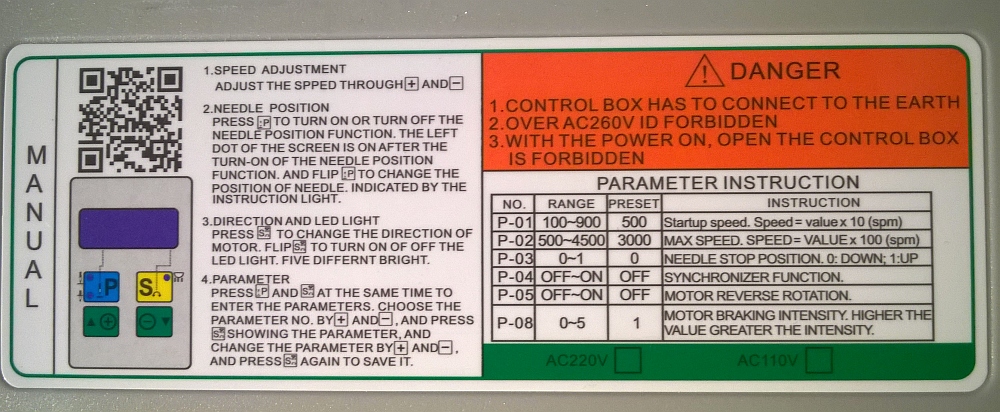 MANUAL
1.SPEED ADJUSTMENT
ADJUST THE SPPED THROUGH + AND −
2.NEEDLE POSITION
PRESS :P TO TURN ON OR TURN OFF THE
NEEDLE POSITION FUNCTION. THE LEFT
DOT OF THE SCREEN IS ON AFTER THE
TURN-ON OF THE NEEDLE POSITION
FUNCTION. AND FLIP :P TO CHANGE THE
POSITION OF NEEDLE. INDICATED BY THE
INSTRUCTION LIGHT.
3.DIRECTION AND LED LIGHT
PRESS S TO CHANGE THE DIRECTION OF
MOTOR. FLIP S TO TURN ON OF OFF THE
LED LIGHT. FIVE DIFFERNT BRIGHT.
4.PARAMETER
PRESS :P AND S AT THE SAME TIME TO
ENTER THE PARAMETERS. CHOOSE THE
PARAMETER NO. BY + AND −, AND PRESS
S SHOWING THE PARAMETER, AND
CHANGE THE PARAMETER BY + AND −,
AND PRESS S AGAIN TO SAVE IT.
P S
DANGER
1.CONTROL BOX HAS TO CONNECT TO THE EARTH
2.OVER AC260V ID FORBIDDEN
3.WITH THE POWER ON, OPEN THE CONTROL BOX
IS FORBIDDEN
PARAMETER INSTRUCTION
NO. RANGE PRESET INSTRUCTION
P-01 100~900 500 Startup speed. Speed = value x 10 (spm)
P-02 500~4500 3000 MAX SPEED. SPEED = VALUE x 100 (spm)
P-03 0~1 0 NEEDLE STOP POSITION. 0: DOWN; 1:UP
P-04 OFF~ON OFF SYNCHRONIZER FUNCTION.
P-05 OFF~ON OFF MOTOR REVERSE ROTATION.
P-08 0~5 1 MOTOR BRAKING INTENSITY. HIGHER THE
VALUE GREATER THE INTENSITY.
AC220V AC110V